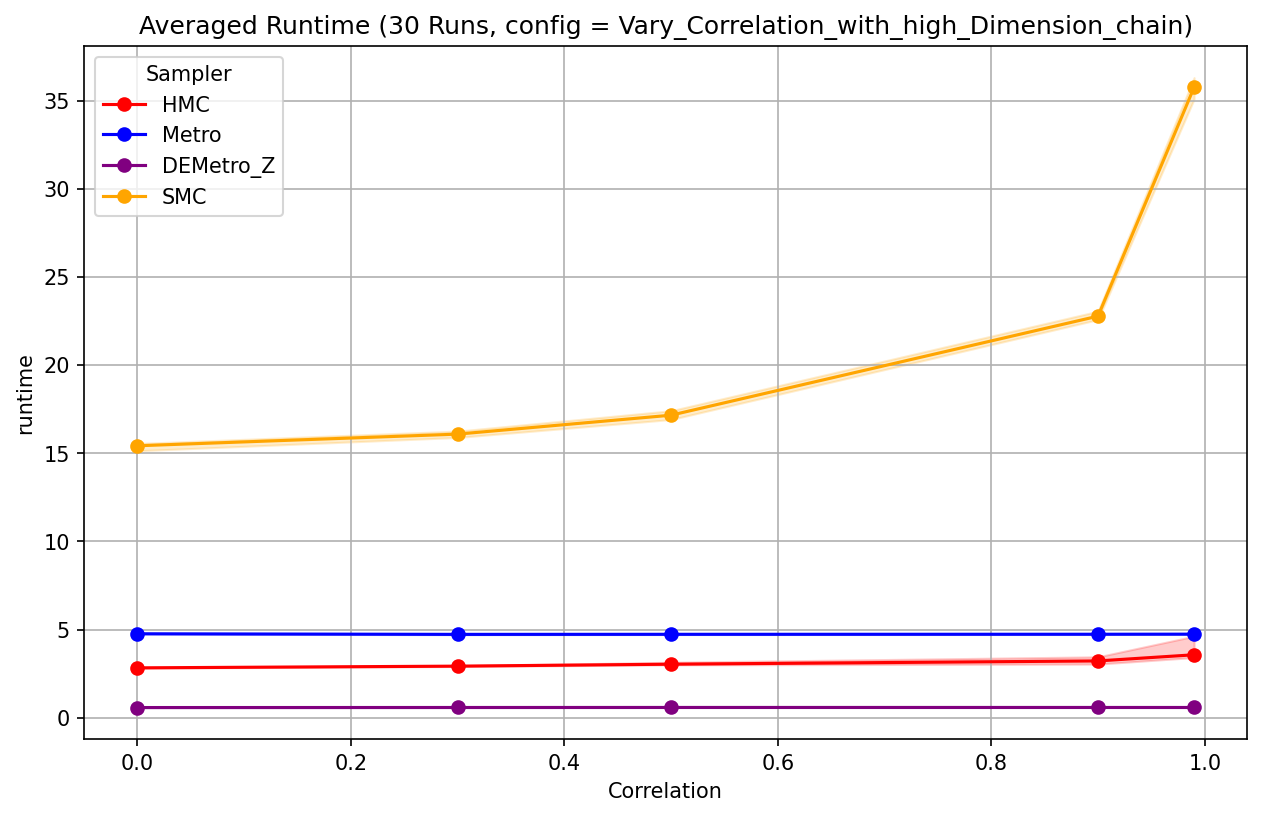 Averaged Runtime (30 Runs, config = Vary_Correlation_with_high_Dimension_chain)
Sampler
HMC
Metro
DEMetro_Z
SMC
runtime
35
30
25
20
15
10
5
0
0.0 0.2 0.4 0.6 0.8 1.0
Correlation